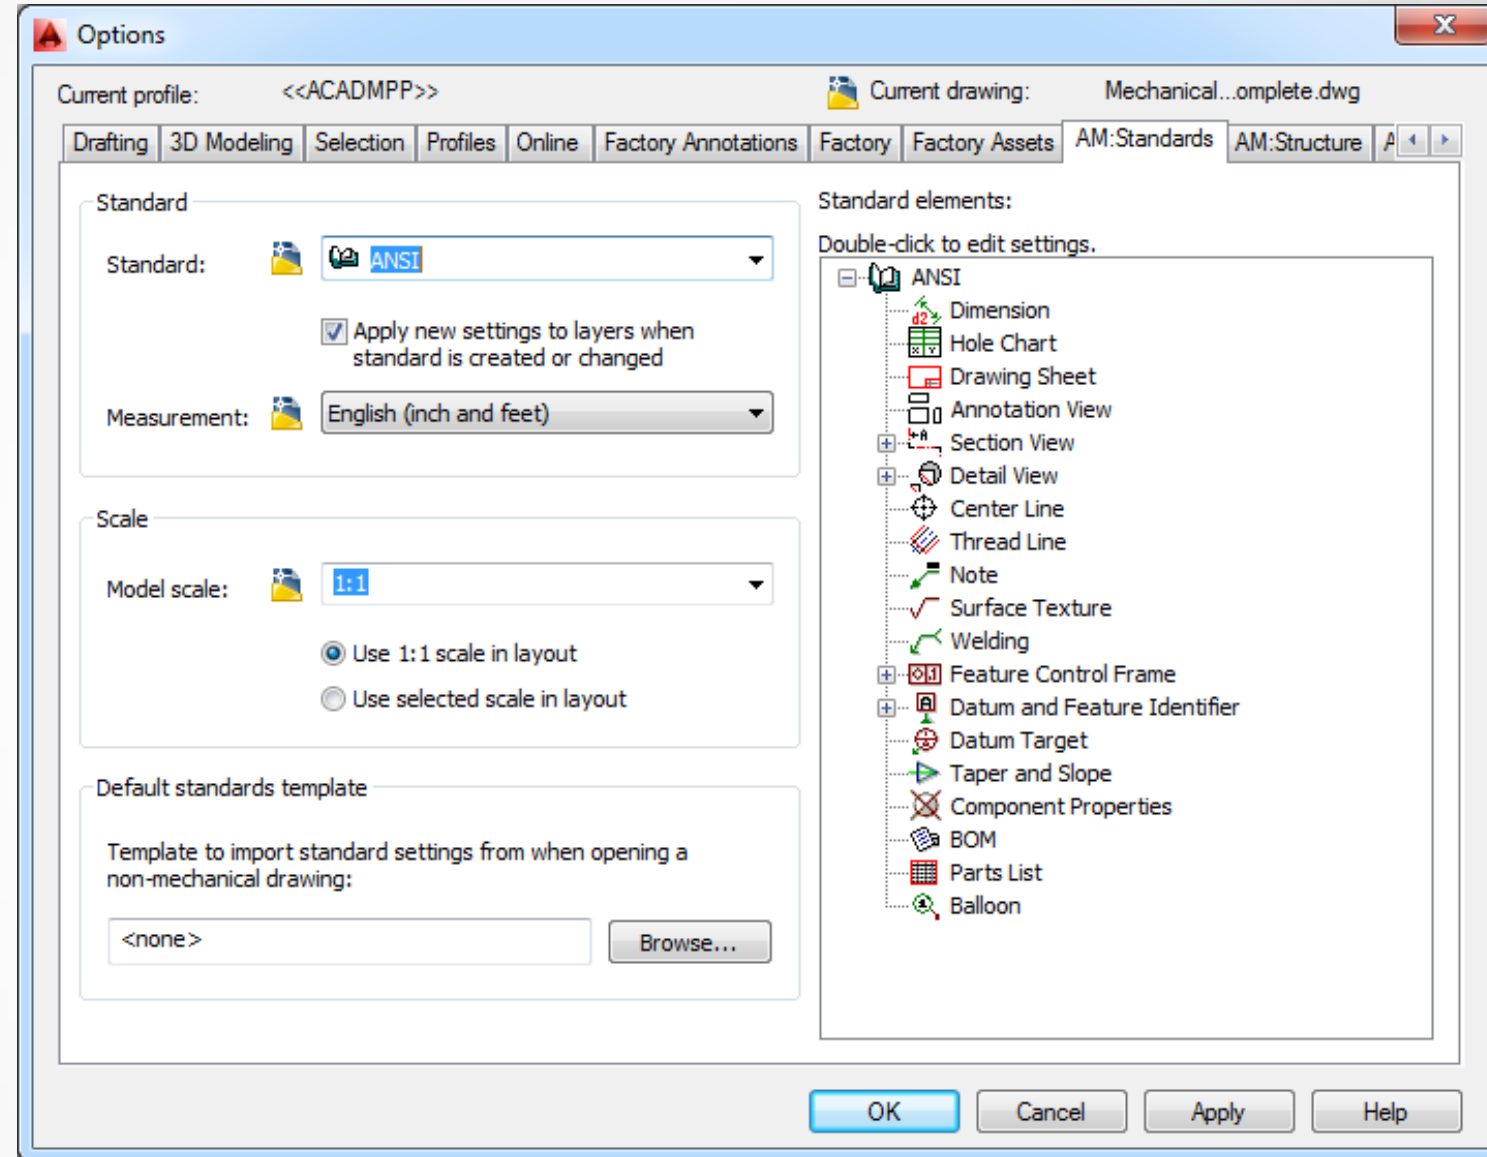 Options
Current profile: <<ACADMPP>> Current drawing: Mechanical...omplete.dwg
Drafting 3D Modeling Selection Profiles Online Factory Annotations Factory Factory Assets AM:Standards AM:Structure
Standard
Standard: ANSI
Apply new settings to layers when
standard is created or changed
Measurement: English (inch and feet)
Scale
Model scale: 1:1
Use 1:1 scale in layout
Use selected scale in layout
Default standards template
Template to import standard settings from when opening a
non-mechanical drawing:
<none> Browse...
Standard elements:
Double-click to edit settings.
ANSI
Dimension
Hole Chart
Drawing Sheet
Annotation View
Section View
Detail View
Center Line
Thread Line
Note
Surface Texture
Welding
Feature Control Frame
Datum and Feature Identifier
Datum Target
Taper and Slope
Component Properties
BOM
Parts List
Balloon
OK Cancel Apply Help